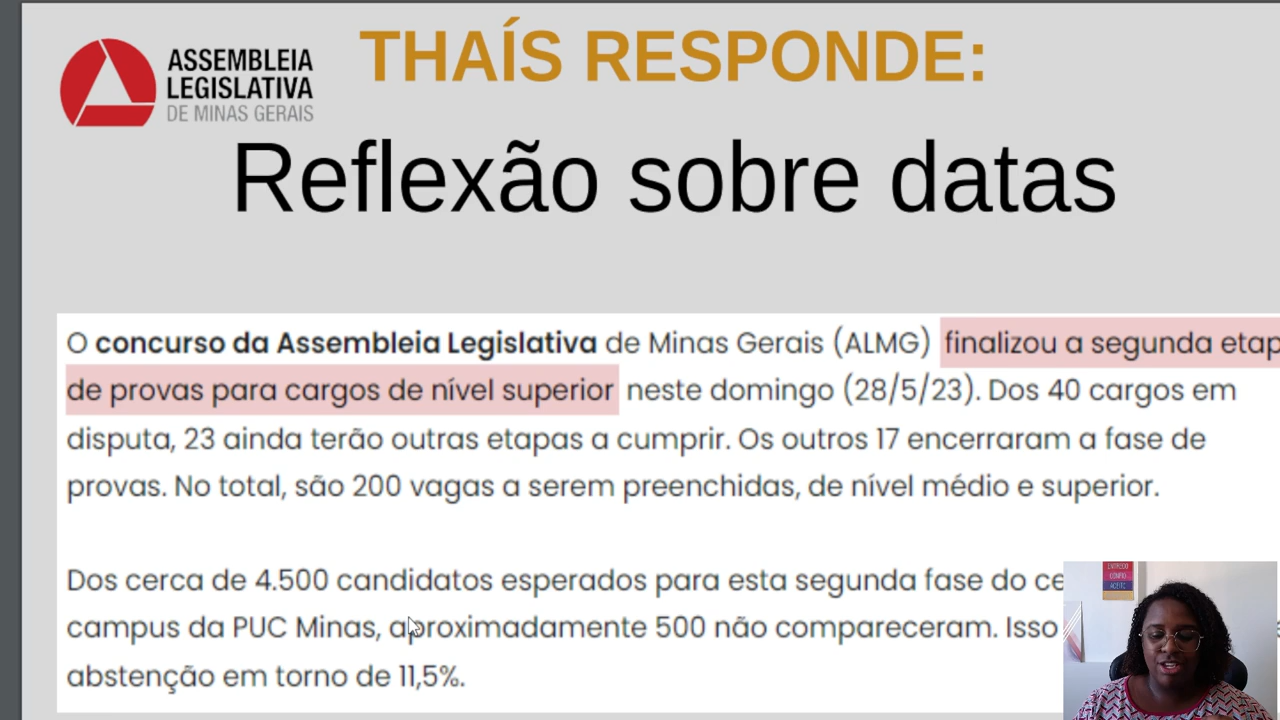 ASSEMBLEIA
LEGISLATIVA
DE MINAS GERAIS
THAÍS RESPONDE:
Reflexão sobre datas
O concurso da Assembleia Legislativa de Minas Gerais (ALMG) finalizou a segunda etap
de provas para cargos de nível superior neste domingo (28/5/23). Dos 40 cargos em
disputa, 23 ainda terão outras etapas a cumprir. Os outros 17 encerraram a fase de
provas. No total, são 200 vagas a serem preenchidas, de nível médio e superior.
Dos cerca de 4.500 candidatos esperados para esta segunda fase do ce
campus da PUC Minas, aproximadamente 500 não compareceram. Isso
abstenção em torno de 11,5%.
ENTREGO
CONFIO
ACEITO